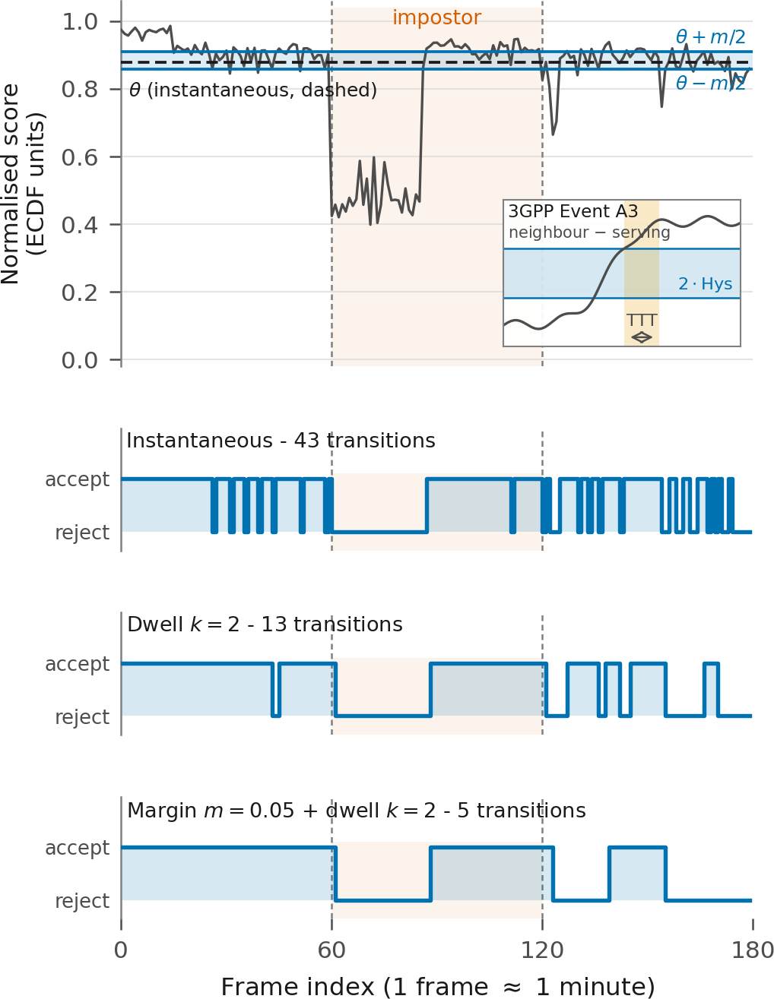 1.0
0.8
0.6
0.4
0.2
0.0
Normalised score
(ECDF units)
impostor
θ + m/2
θ − m/2
θ (instantaneous, dashed)
3GPP Event A3
neighbour − serving
2 · Hys
TTT
Instantaneous - 43 transitions
accept
reject
Dwell k = 2 - 13 transitions
accept
reject
Margin m = 0.05 + dwell k = 2 - 5 transitions
accept
reject
0 60 120 180
Frame index (1 frame ≈ 1 minute)